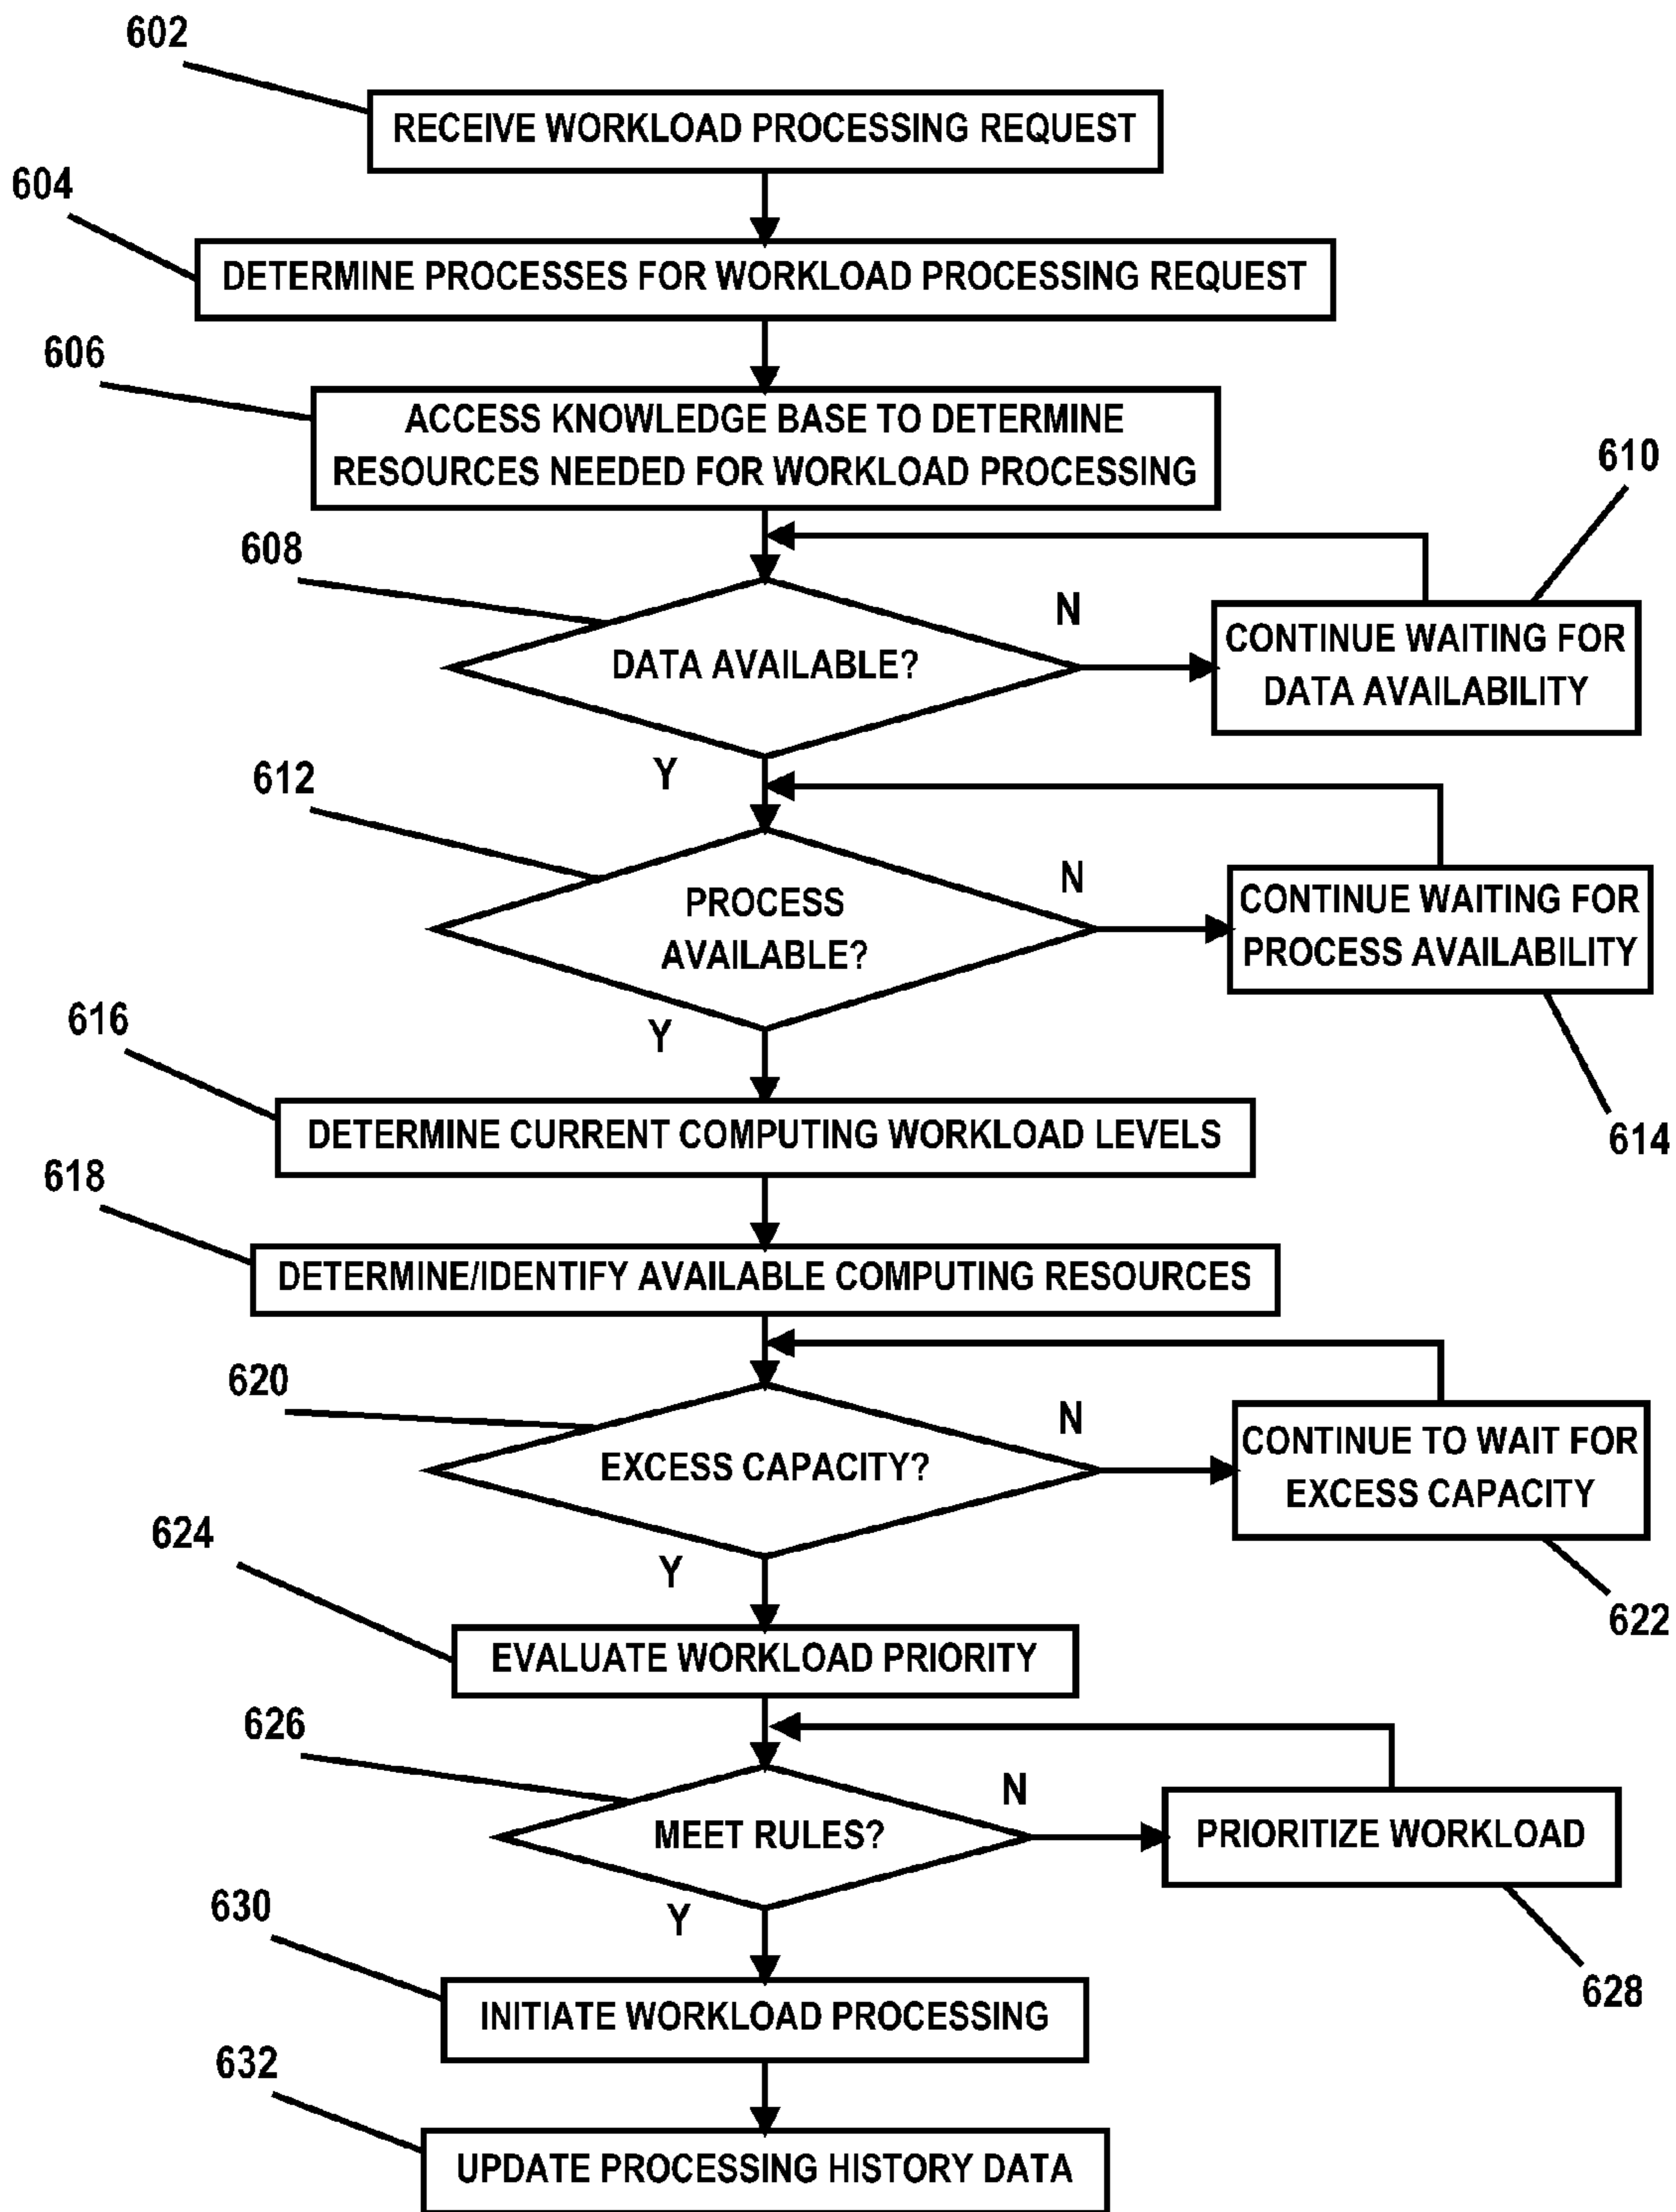 602
RECEIVE WORKLOAD PROCESSING REQUEST
604
DETERMINE PROCESSES FOR WORKLOAD PROCESSING REQUEST
606
ACCESS KNOWLEDGE BASE TO DETERMINE
RESOURCES NEEDED FOR WORKLOAD PROCESSING
610
608
N
DATA AVAILABLE?
CONTINUE WAITING FOR
DATA AVAILABILITY
Y
612
N
PROCESS
AVAILABLE?
CONTINUE WAITING FOR
PROCESS AVAILABILITY
616
Y
614
DETERMINE CURRENT COMPUTING WORKLOAD LEVELS
618
DETERMINE/IDENTIFY AVAILABLE COMPUTING RESOURCES
620
N
EXCESS CAPACITY?
CONTINUE TO WAIT FOR
EXCESS CAPACITY
624
Y
622
EVALUATE WORKLOAD PRIORITY
626
N
MEET RULES?
PRIORITIZE WORKLOAD
630
Y
628
INITIATE WORKLOAD PROCESSING
632
UPDATE PROCESSING HISTORY DATA